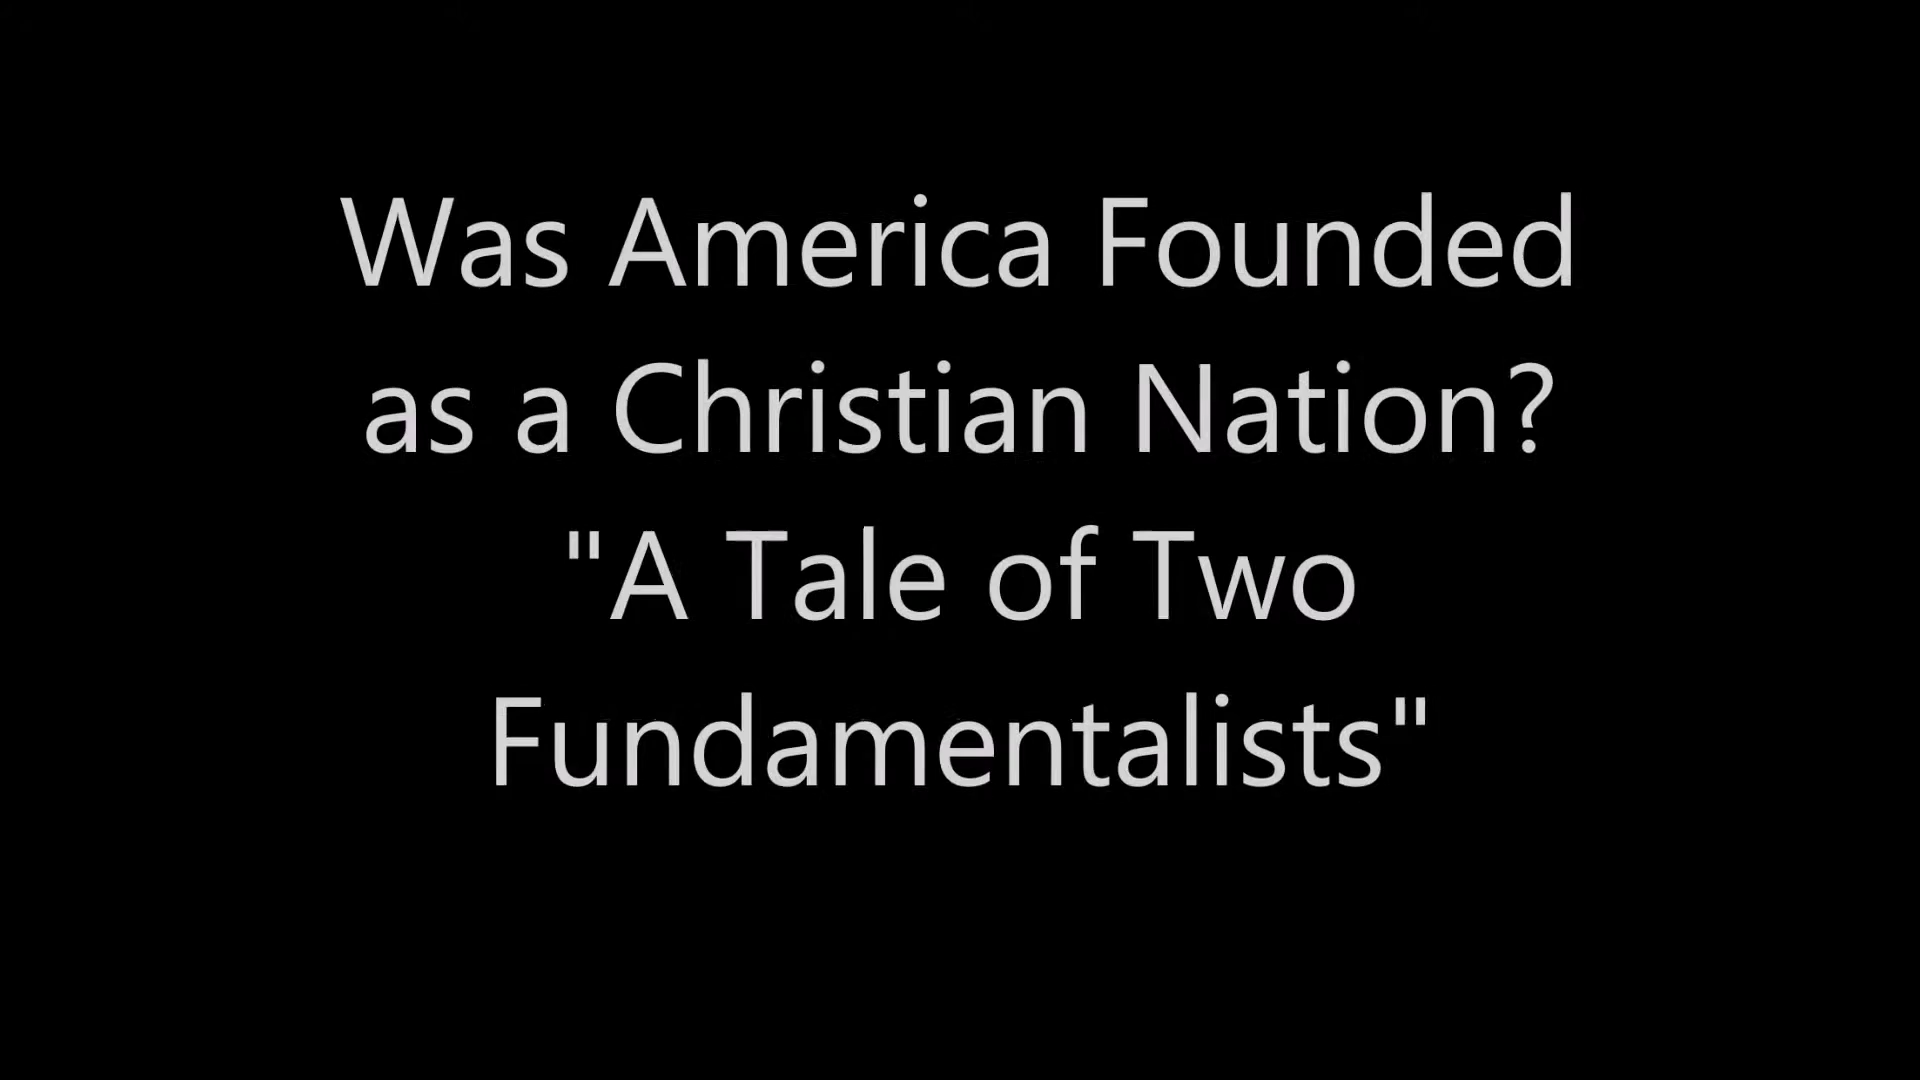 Was America Founded
as a Christian Nation?
"A Tale of Two
Fundamentalists"